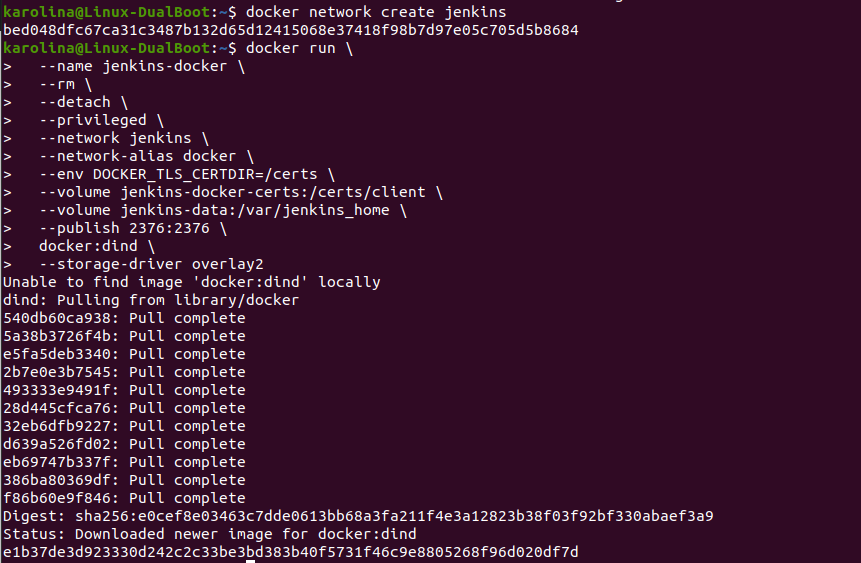 karolina@Linux-DualBoot:~$ docker network create jenkins
bed048dfc67ca31c3487b132d65d12415068e37418f98b7d97e05c705d5b8684
karolina@Linux-DualBoot:~$ docker run \
>   --name jenkins-docker \
>   --rm \
>   --detach \
>   --privileged \
>   --network jenkins \
>   --network-alias docker \
>   --env DOCKER_TLS_CERTDIR=/certs \
>   --volume jenkins-docker-certs:/certs/client \
>   --volume jenkins-data:/var/jenkins_home \
>   --publish 2376:2376 \
>   docker:dind \
>   --storage-driver overlay2
Unable to find image 'docker:dind' locally
dind: Pulling from library/docker
540db60ca938: Pull complete
5a38b3726f4b: Pull complete
e5fa5deb3340: Pull complete
2b7e0e3b7545: Pull complete
493333e9491f: Pull complete
28d445cfca76: Pull complete
32eb6dfb9227: Pull complete
d639a526fd02: Pull complete
eb69747b337f: Pull complete
386ba80369df: Pull complete
f86b60e9f846: Pull complete
Digest: sha256:e0cef8e03463c7dde0613bb68a3fa211f4e3a12823b38f03f92bf330abaef3a9
Status: Downloaded newer image for docker:dind
e1b37de3d923330d242c2c33be3bd383b40f5731f46c9e8805268f96d020df7d